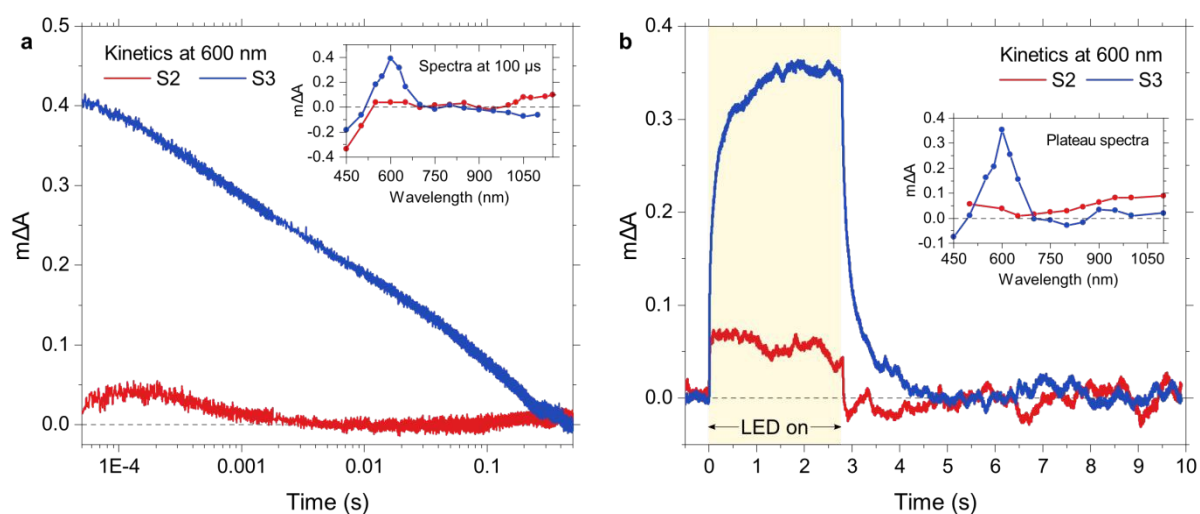 a
Kinetics at 600 nm
S2 S3
Spectra at 100 µs
mΔA
0.4
0.2
0.0
-0.2
-0.4
450 600 750 900 1050
Wavelength (nm)
mΔA
0.5
0.4
0.3
0.2
0.1
0.0
1E-4 0.001 0.01 0.1
Time (s)
b
Kinetics at 600 nm
S2 S3
Plateau spectra
mΔA
0.4
0.3
0.2
0.1
0.0
-0.1
450 600 750 900 1050
Wavelength (nm)
LED on
mΔA
0.4
0.3
0.2
0.1
0.0
0 1 2 3 4 5 6 7 8 9 10
Time (s)